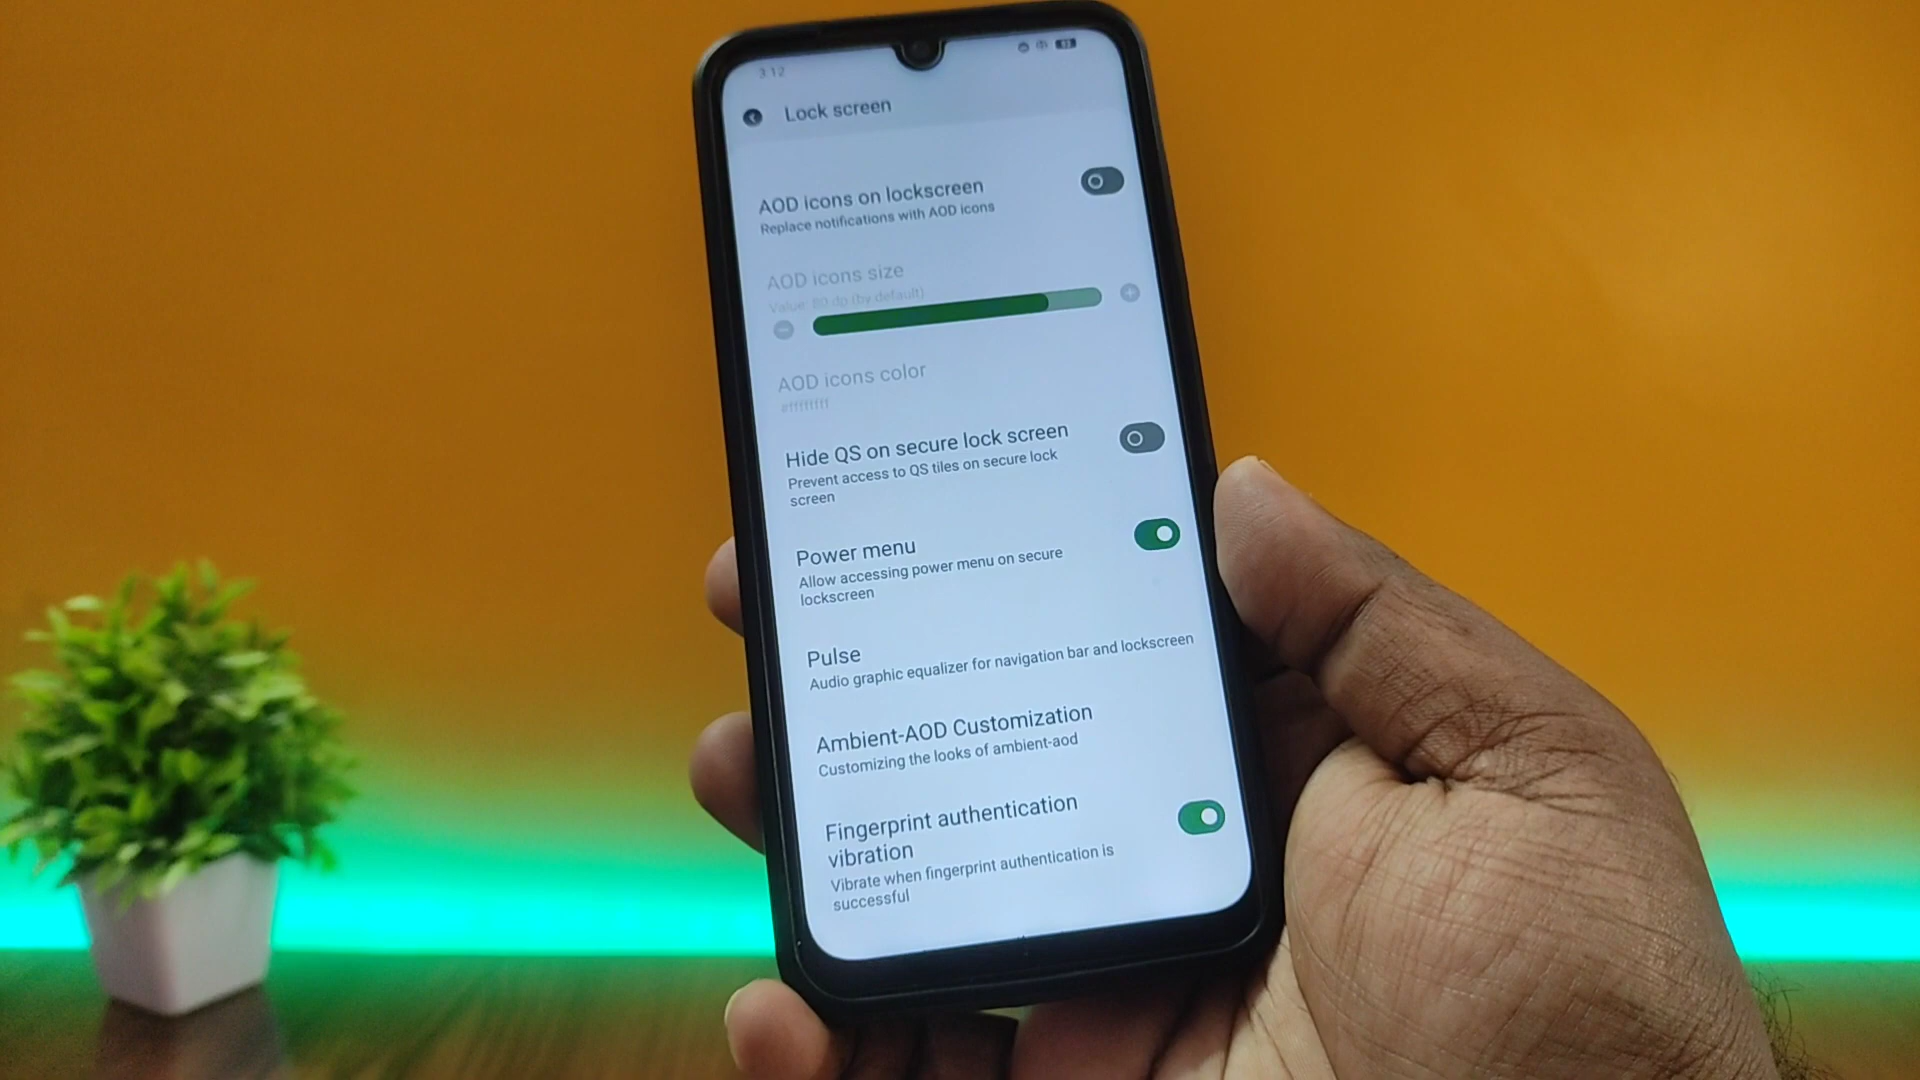 3:12
Lock screen
AOD icons on lockscreen
Replace notifications with AOD icons
AOD icons size
Value: 80 dp (by default)
AOD icons color
#ffffffff
Hide QS on secure lock screen
Prevent access to QS tiles on secure lock
screen
Power menu
Allow accessing power menu on secure
lockscreen
Pulse
Audio graphic equalizer for navigation bar and lockscreen
Ambient-AOD Customization
Customizing the looks of ambient-aod
Fingerprint authentication
vibration
Vibrate when fingerprint authentication is
successful